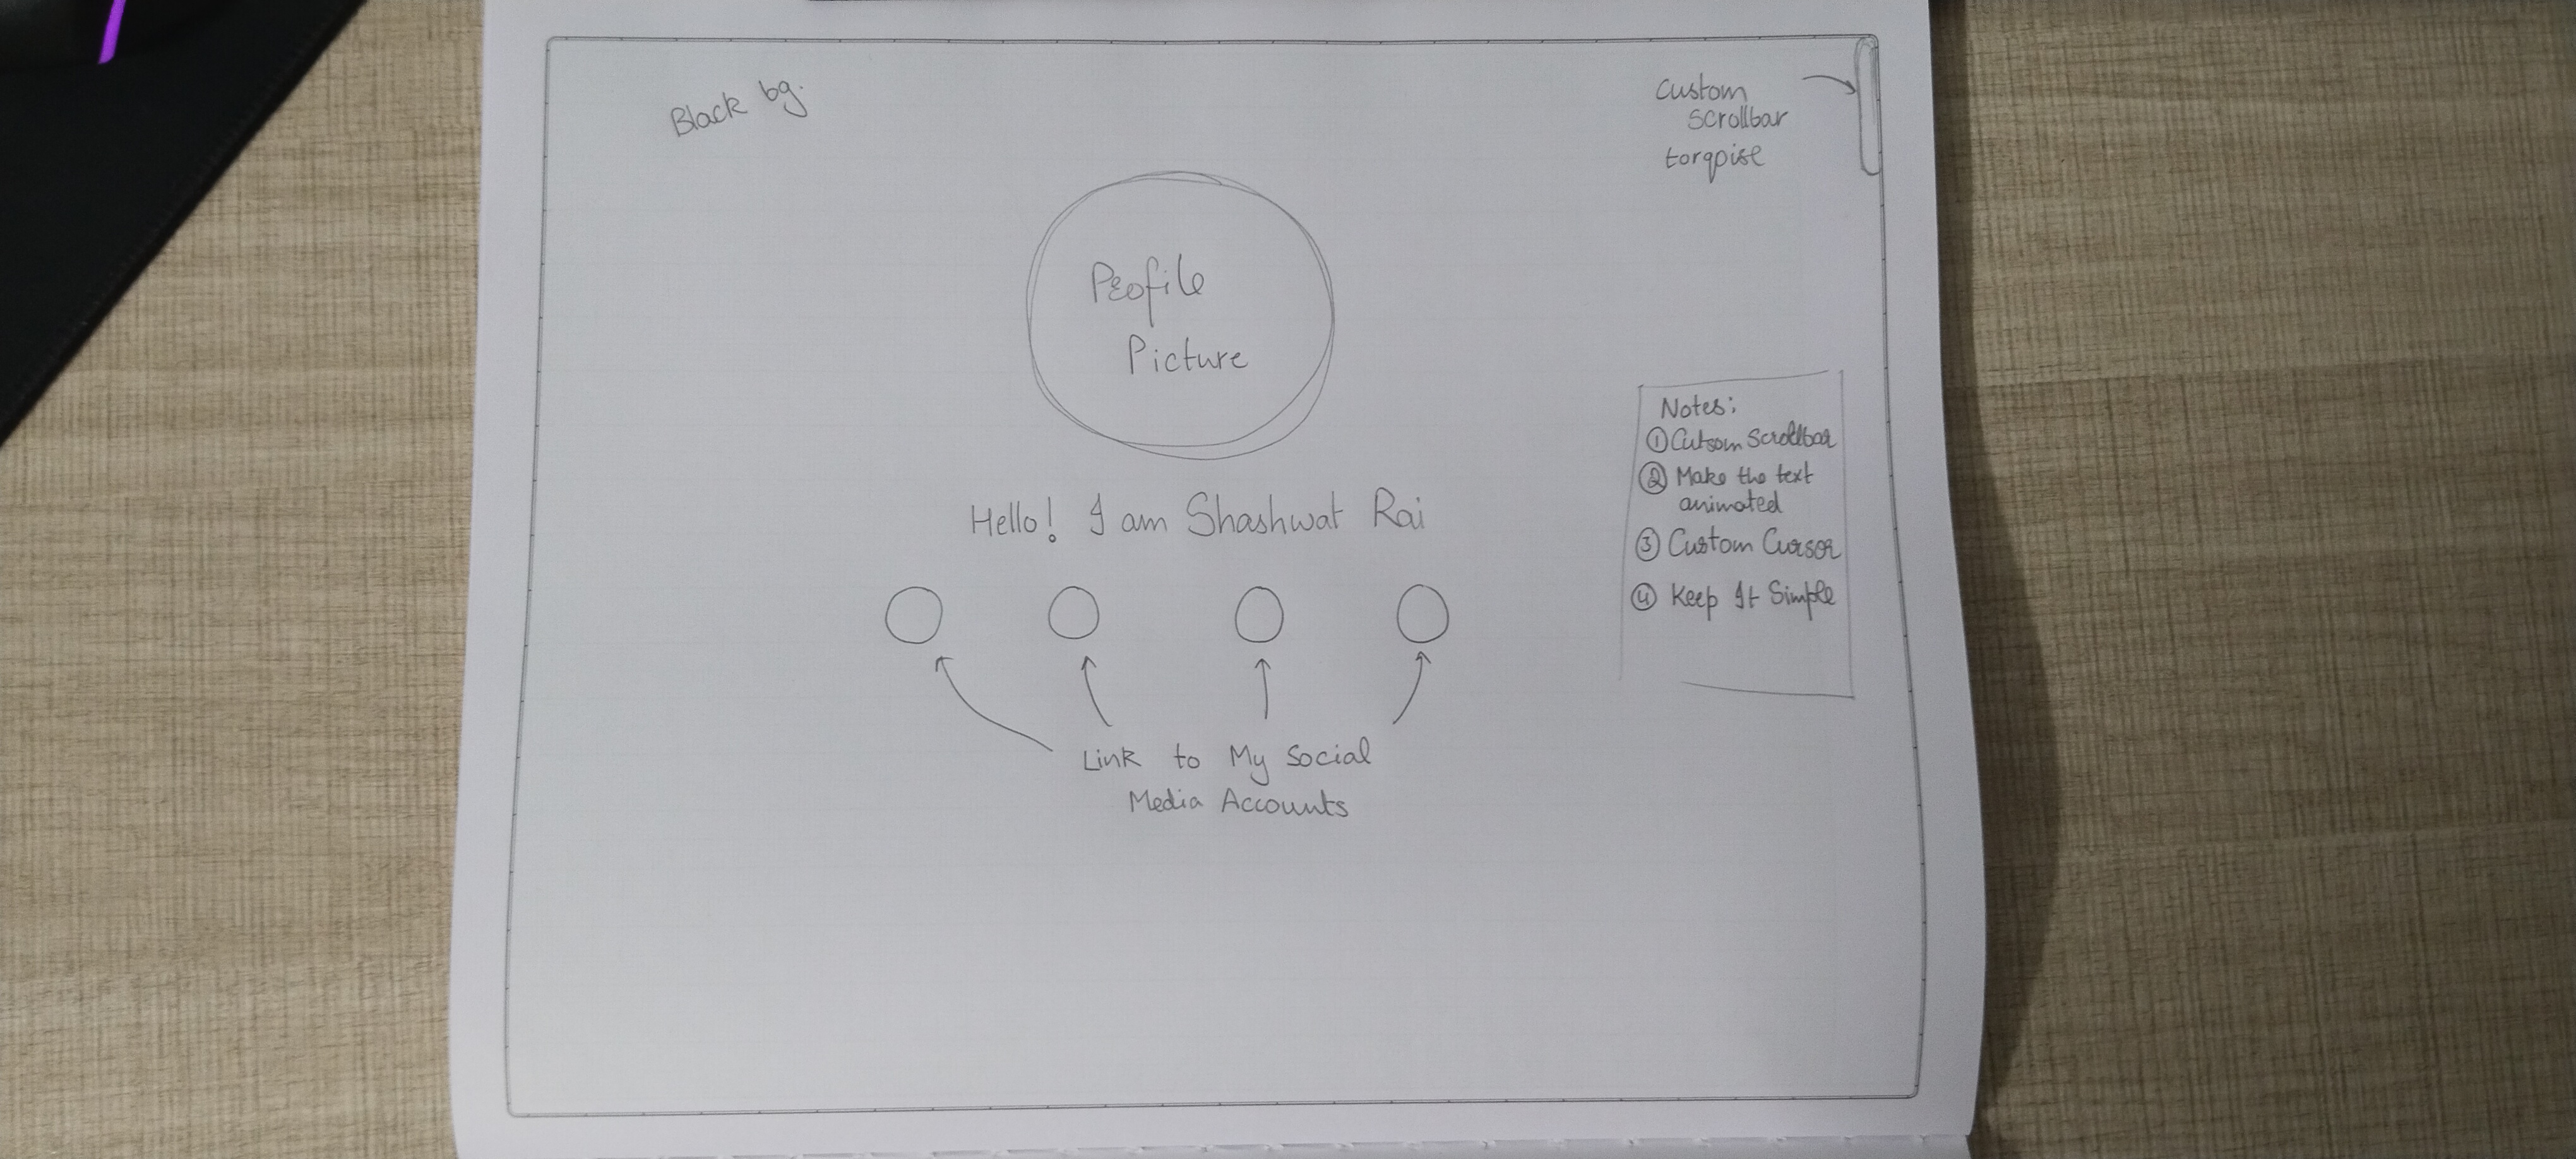 Black bg.
Custom
Scrollbar
torqpise
Profile
Picture
Hello! I am Shashwat Rai
Link to My Social
Media Accounts
Notes:
① Cutsom Scrollbar
② Make the text
animated
③ Custom Cursor
④ Keep It Simple